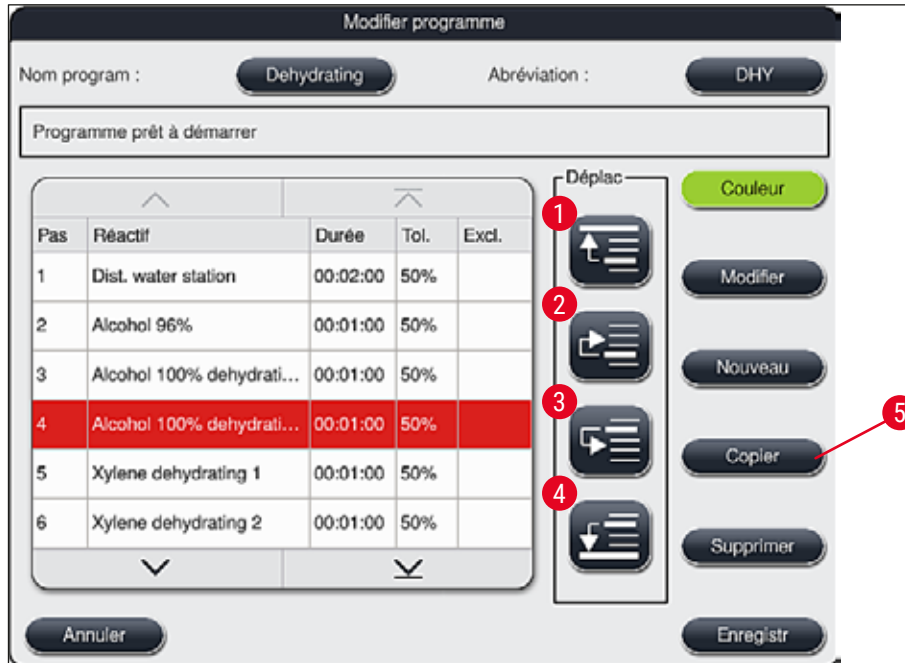 Modifier programme
Nom program : Dehydrating Abréviation : DHY
Programme prêt à démarrer
Déplac
Couleur
1
Pas Réactif Durée Tol. Excl.
1 Dist. water station 00:02:00 50%
Modifier
2
2 Alcohol 96% 00:01:00 50%
3 Alcohol 100% dehydrati... 00:01:00 50%
Nouveau
3
4 Alcohol 100% dehydrati... 00:01:00 50%
5
Copier
5 Xylene dehydrating 1 00:01:00 50%
4
6 Xylene dehydrating 2 00:01:00 50%
Supprimer
Annuler
Enregistr